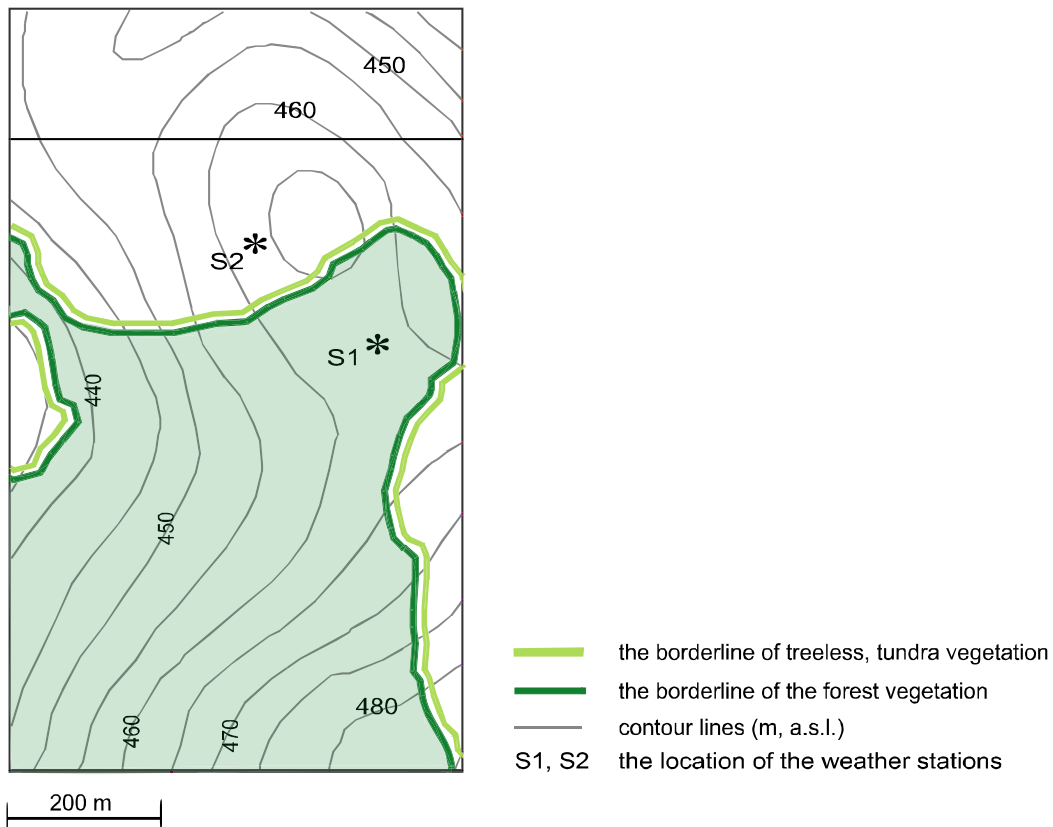 450
460
S2
S1
440
450
460
470
480
the borderline of treeless, tundra vegetation
the borderline of the forest vegetation
contour lines (m, a.s.l.)
S1, S2 the location of the weather stations
200 m